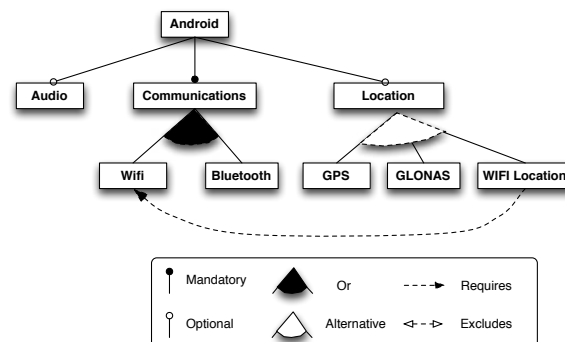 Android
Audio
Communications
Location
Wifi
Bluetooth
GPS
GLONAS
WIFI Location
Mandatory
Or
Requires
Optional
Alternative
Excludes